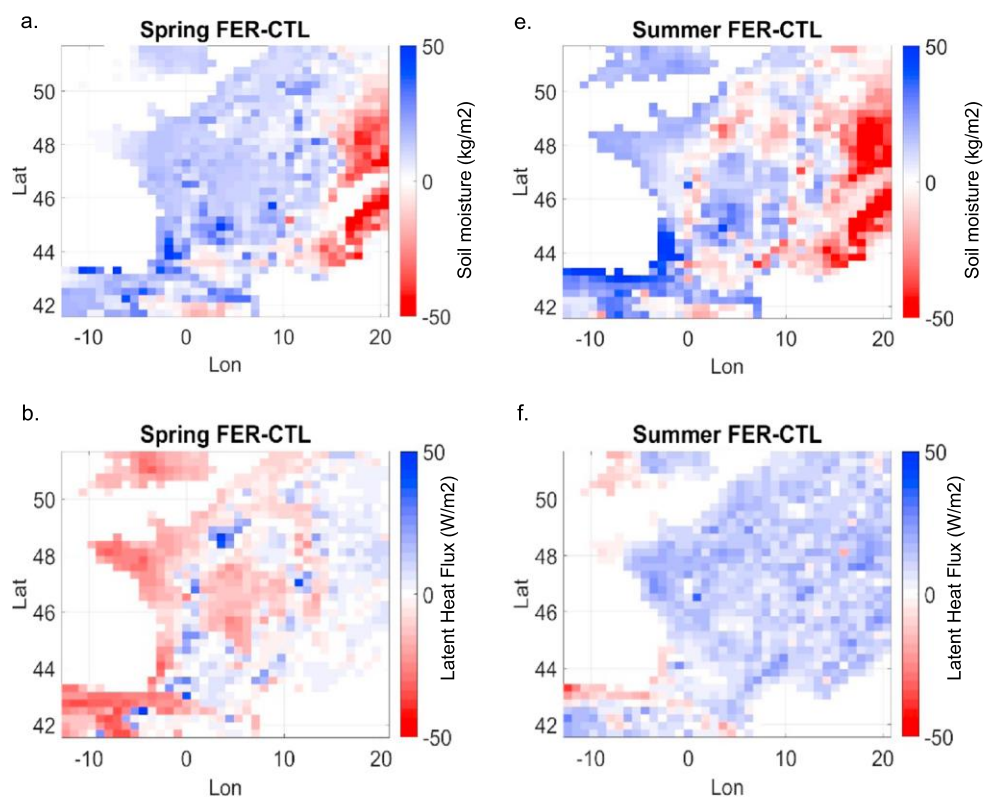 a.
Spring FER-CTL
50
48
46
44
42
Lat
-10
0
10
20
Lon
50
0
-50
Soil moisture (kg/m2)
e.
Summer FER-CTL
50
48
46
44
42
Lat
-10
0
10
20
Lon
50
0
-50
Soil moisture (kg/m2)
b.
Spring FER-CTL
50
48
46
44
42
Lat
-10
0
10
20
Lon
50
0
-50
Latent Heat Flux (W/m2)
f.
Summer FER-CTL
50
48
46
44
42
Lat
-10
0
10
20
Lon
50
0
-50
Latent Heat Flux (W/m2)